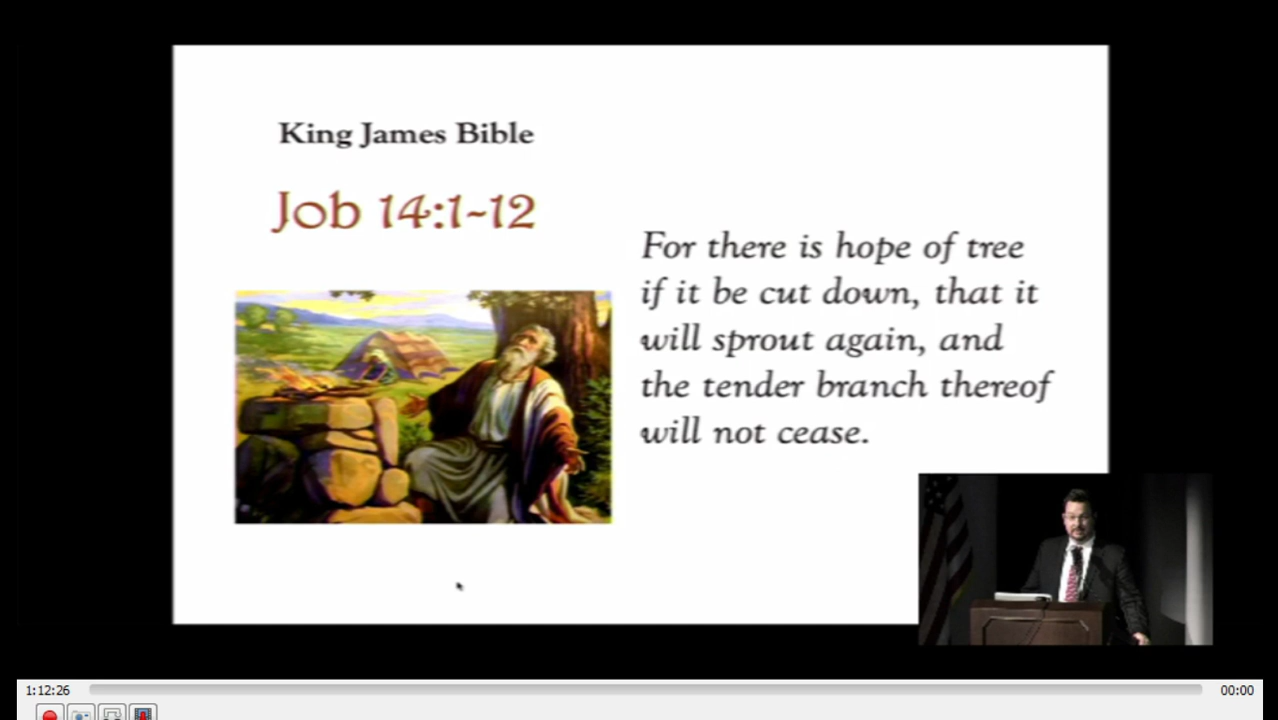 King James Bible
Job 14:1-12
For there is hope of tree
if it be cut down, that it
will sprout again, and
the tender branch thereof
will not cease.
1:12:26
00:00